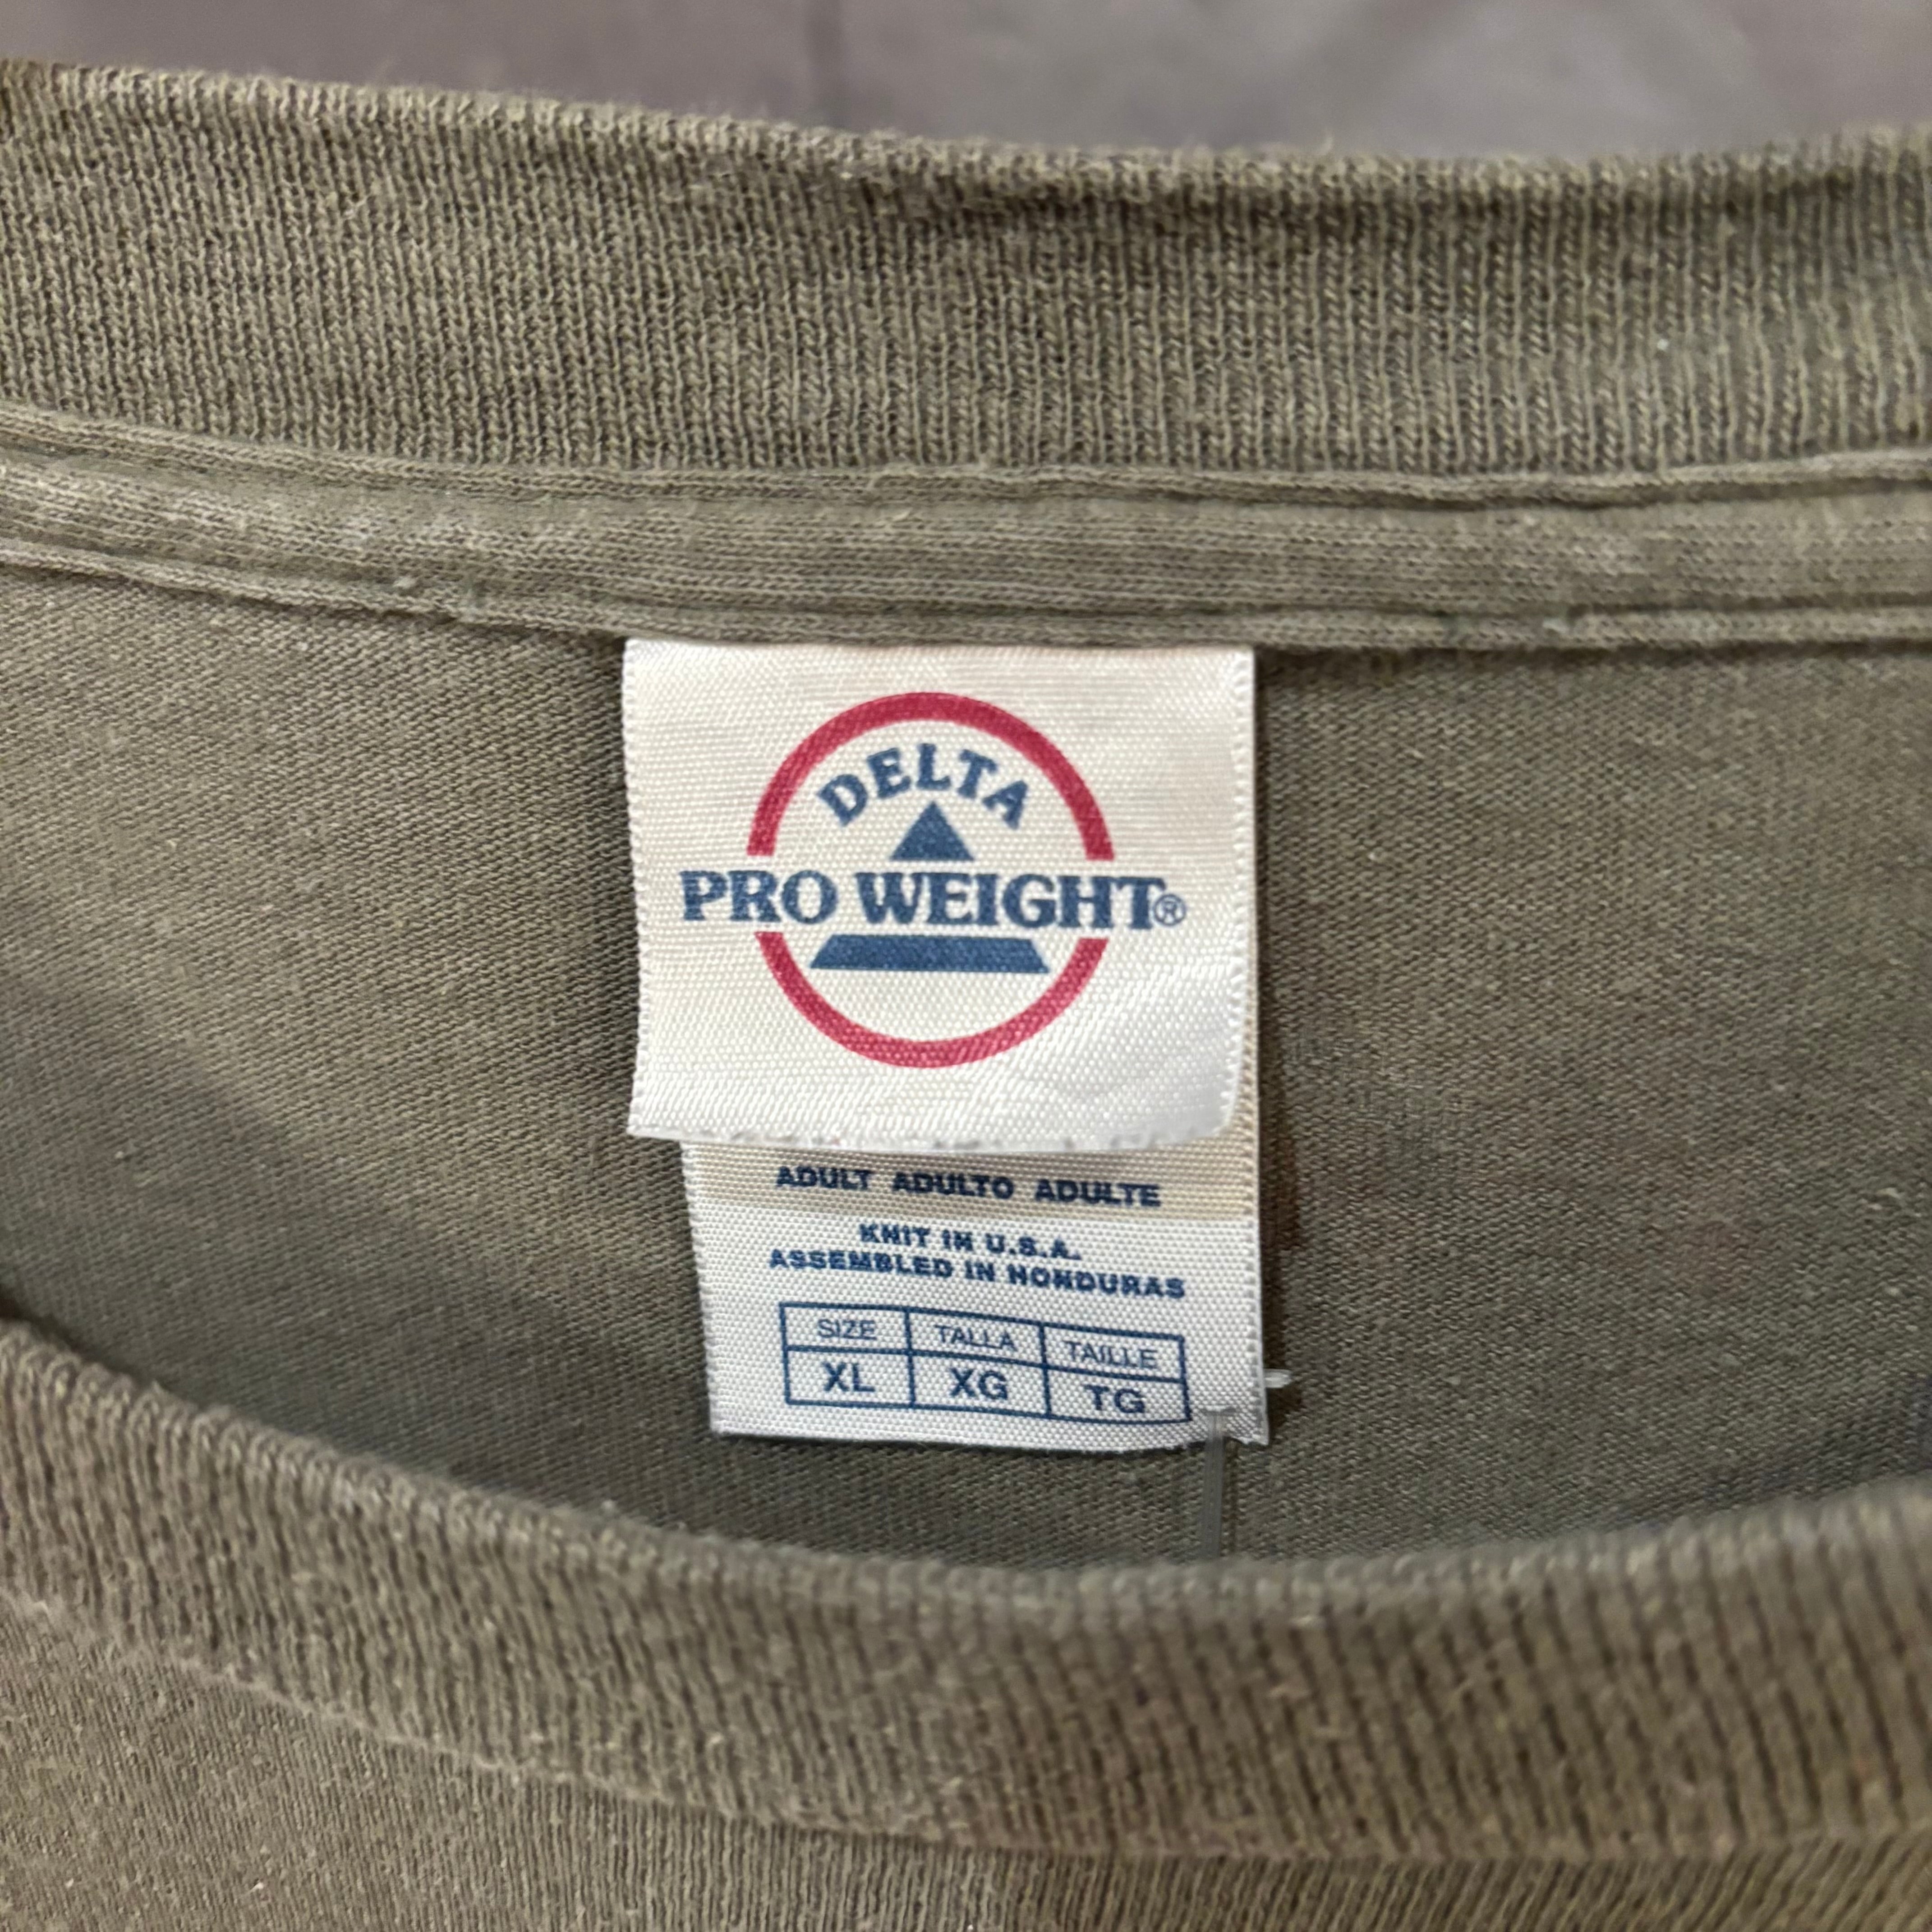 DELTA
PRO WEIGHT®
ADULT ADULTO ADULTE
KNIT IN U.S.A.
ASSEMBLED IN HONDURAS
SIZE TALLA TAILLE
XL XG TG